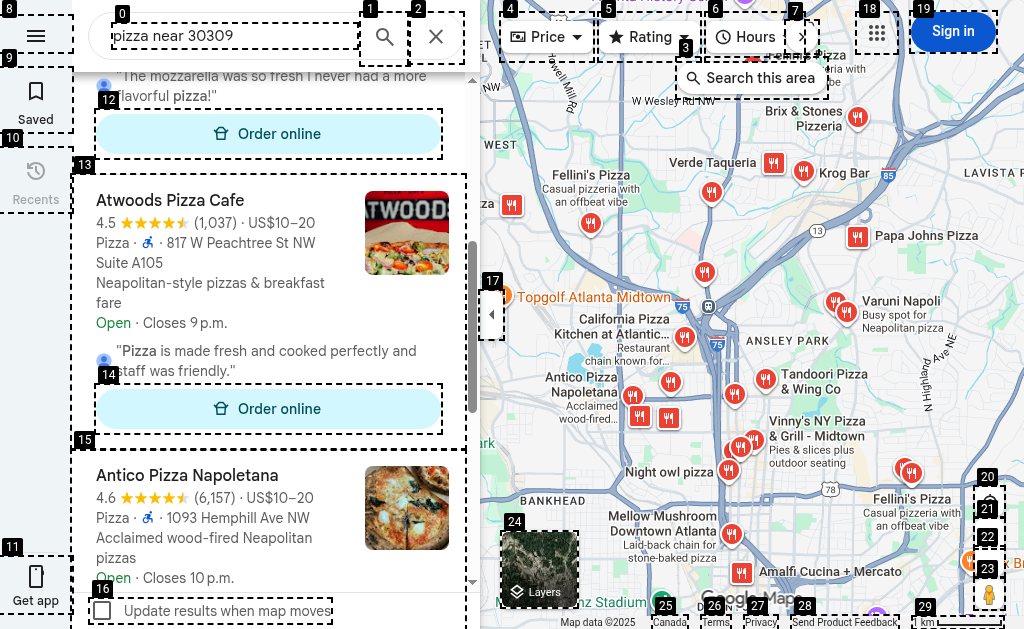 8
0
1
2
4
5
6
7
18
19
pizza near 30309
Price
Rating
Hours
Sign in
3
Search this area
9
Saved
10
Recents
"The mozzarella was so fresh I never had a more
flavorful pizza!"
12
Order online
13
Atwoods Pizza Cafe
4.5 (1,037) · US$10–20
Pizza · 817 W Peachtree St NW
Suite A105
Neapolitan-style pizzas & breakfast
fare
Open · Closes 9 p.m.
"Pizza is made fresh and cooked perfectly and
staff was friendly."
14
Order online
15
Antico Pizza Napoletana
4.6 (6,157) · US$10–20
Pizza · 1093 Hemphill Ave NW
Acclaimed wood-fired Neapolitan
pizzas
Open · Closes 10 p.m.
16
Update results when map moves
11
Get app
17
ATWOODS
Howell Mill Rd
W Wesley Rd NW
NW
WEST
Brix & Stones
Pizzeria
Verde Taqueria
Krog Bar
85
LAVISTA
Fellini's Pizza
Casual pizzeria with
an offbeat vibe
za
13
Papa Johns Pizza
Topgolf Atlanta Midtown
75
California Pizza
Kitchen at Atlantic...
Restaurant
chain known for...
75
Varuni Napoli
Busy spot for
Neapolitan pizza
ANSLEY PARK
N Highland Ave NE
Antico Pizza
Napoletana
Acclaimed
wood-fired...
Tandoori Pizza
& Wing Co
Vinny's NY Pizza
& Grill - Midtown
Pies & slices plus
outdoor seating
ark
Night owl pizza
78
BANKHEAD
Fellini's Pizza
Casual pizzeria
with an offbeat
vibe
Mellow Mushroom
Downtown Atlanta
Laid-back chain for
stone-baked pizza
20
21
22
23
24
Layers
Amalfi Cucina + Mercato
nz Stadium
Google Maps
25
26
27
28
29
Map data ©2025
Canada
Terms
Privacy
Send Product Feedback
1 km